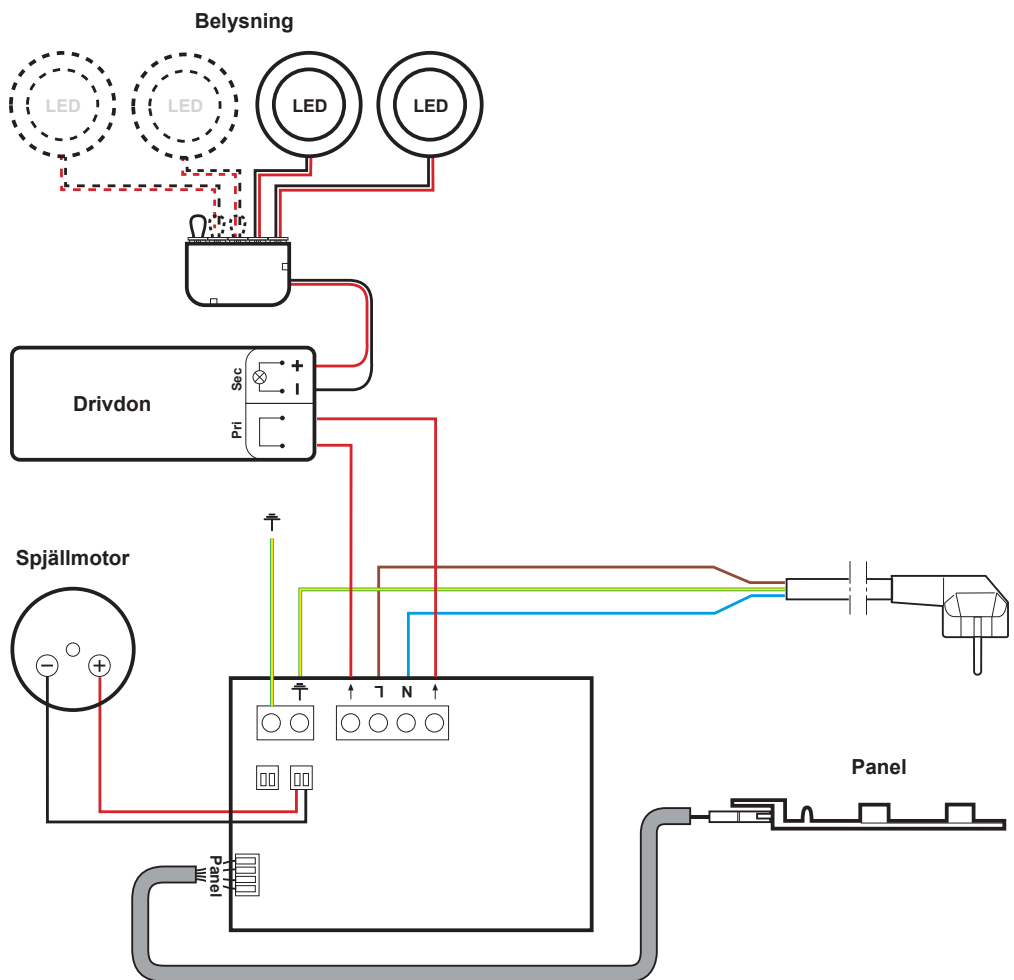 Belysning
LED LED LED LED
Sec
+
−
Drivdon
Pri
Spjällmotor
− +
L N
Panel
Panel